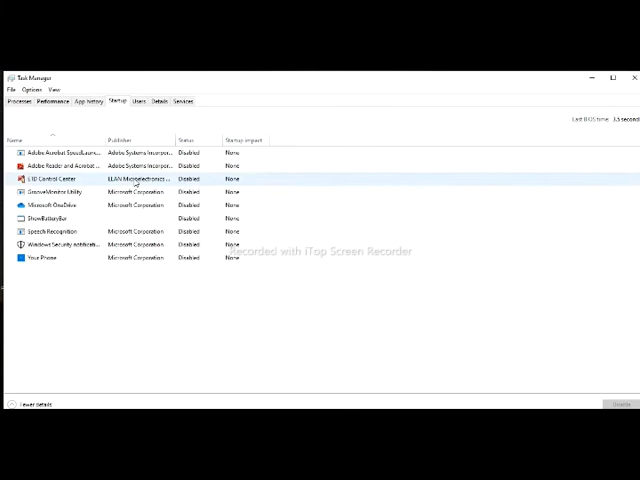 Task Manager
File Options View
Processes Performance App history Startup Users Details Services
Last BIOS time: 3.5 second
Name Publisher Status Startup impact
Adobe Acrobat SpeedLaun... Adobe Systems Incorpor... Disabled None
Adobe Reader and Acrobat ... Adobe Systems Incorpor... Disabled None
ETD Control Center ELAN Microelectronics ... Disabled None
GrooveMonitor Utility Microsoft Corporation Disabled None
Microsoft OneDrive Microsoft Corporation Disabled None
ShowBatteryBar Disabled None
Speech Recognition Microsoft Corporation Disabled None
Windows Security notificati... Microsoft Corporation Disabled None
Recorded with iTop Screen Recorder
Your Phone Microsoft Corporation Disabled None
Fewer details Disable